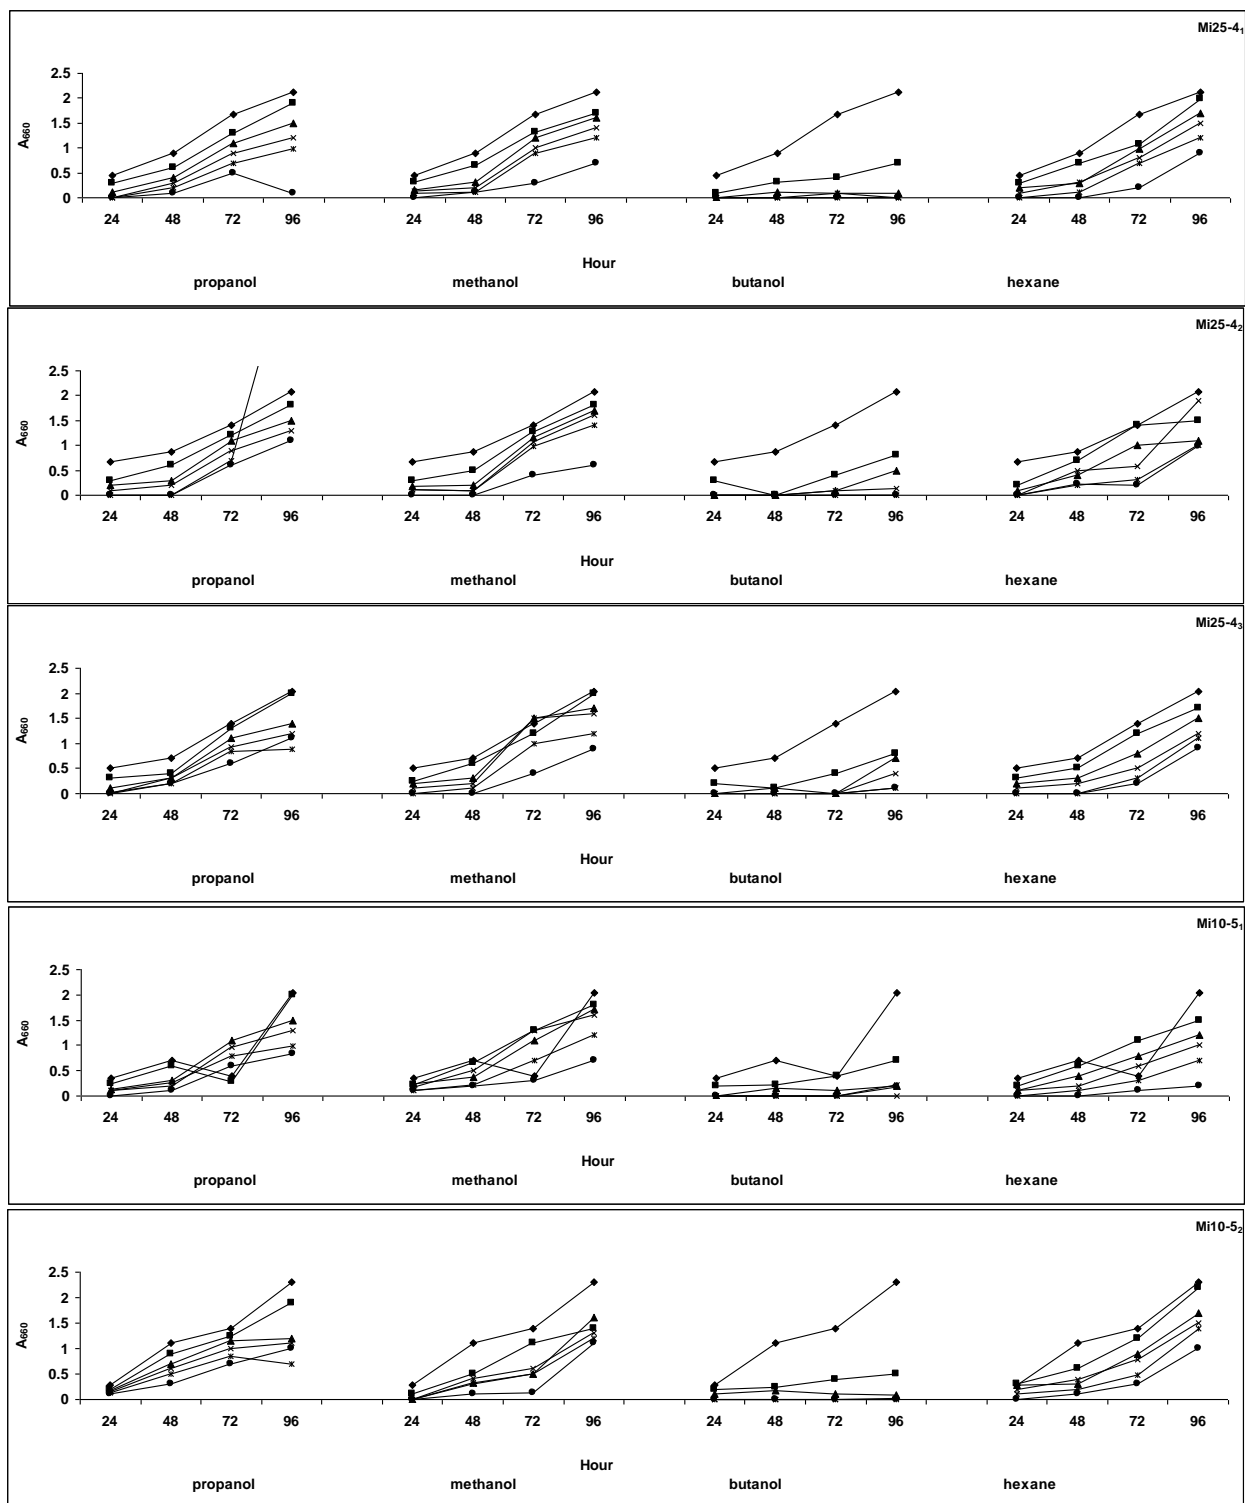 Mi25-4₁
2.5
2
1.5
1
0.5
0
A₆₆₀
24 48 72 96 24 48 72 96 24 48 72 96 24 48 72 96
Hour
propanol methanol butanol hexane
Mi25-4₂
2.5
2
1.5
1
0.5
0
A₆₆₀
24 48 72 96 24 48 72 96 24 48 72 96 24 48 72 96
Hour
propanol methanol butanol hexane
Mi25-4₃
2.5
2
1.5
1
0.5
0
A₆₆₀
24 48 72 96 24 48 72 96 24 48 72 96 24 48 72 96
Hour
propanol methanol butanol hexane
Mi10-5₁
2.5
2
1.5
1
0.5
0
A₆₆₀
24 48 72 96 24 48 72 96 24 48 72 96 24 48 72 96
Hour
propanol methanol butanol hexane
Mi10-5₂
2.5
2
1.5
1
0.5
0
A₆₆₀
24 48 72 96 24 48 72 96 24 48 72 96 24 48 72 96
Hour
propanol methanol butanol hexane